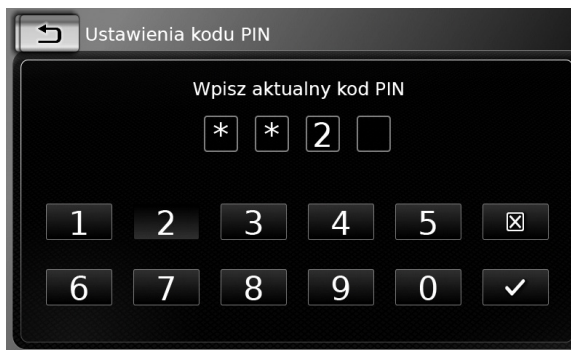 Ustawienia kodu PIN
Wpisz aktualny kod PIN
* * 2
1 2 3 4 5
6 7 8 9 0